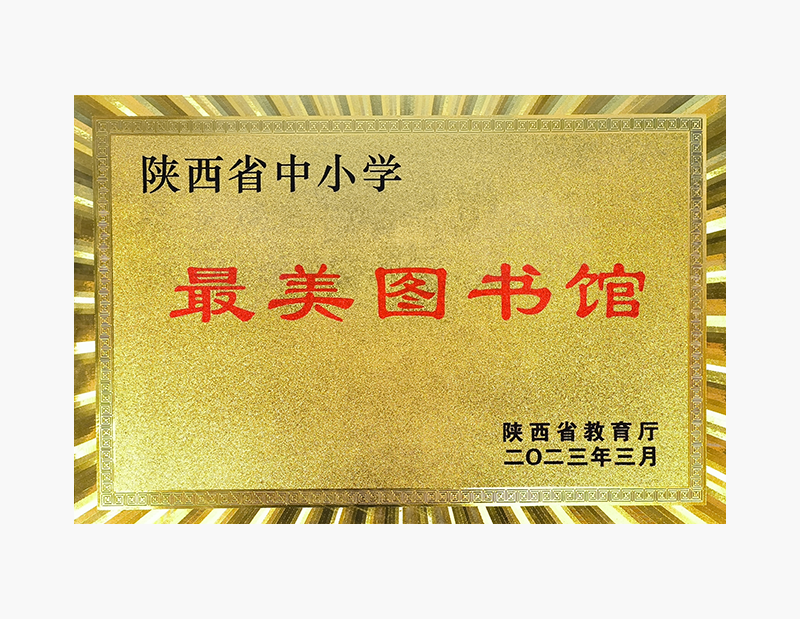 陕西省中小学
最美图书馆
陕西省教育厅
二〇二三年三月